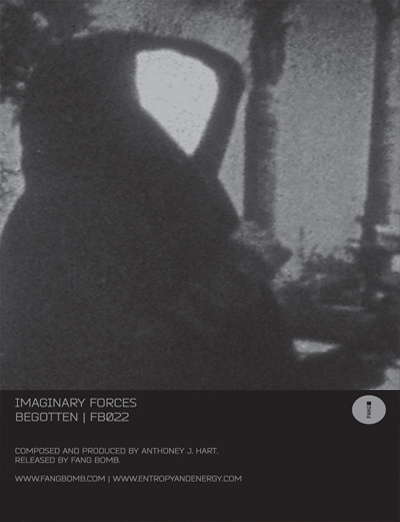 IMAGINARY FORCES
BEGOTTEN | FB022
FANG
COMPOSED AND PRODUCED BY ANTHONEY J. HART.
RELEASED BY FANG BOMB.
WWW.FANGBOMB.COM | WWW.ENTROPYANDENERGY.COM